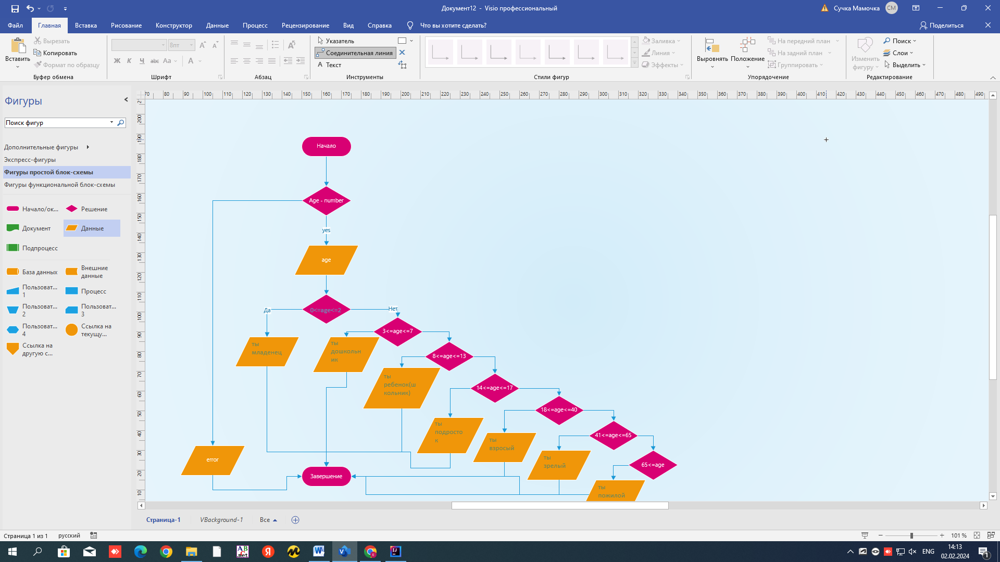 Документ12 - Visio профессиональный
Сучка Мамочка
СМ
Файл
Главная
Вставка
Рисование
Конструктор
Данные
Процесс
Рецензирование
Вид
Справка
Что вы хотите сделать?
Поделиться
Вставить
Вырезать
Копировать
Формат по образцу
Буфер обмена
8пт
Ж К Ч abc Aa A
Шрифт
Абзац
Указатель
Соединительная линия
A Текст
Инструменты
Стили фигур
Заливка
Линия
Эффекты
Выровнять
Положение
На передний план
На задний план
Группировать
Упорядочение
Изменить
фигуру
Поиск
Слои
Выделить
Редактирование
Фигуры
Поиск фигур
Дополнительные фигуры
Экспресс-фигуры
Фигуры простой блок-схемы
Фигуры функциональной блок-схемы
Начало/ок...
Решение
Документ
Данные
Подпроцесс
База данных
Внешние
данные
Пользоват...
1
Процесс
Пользоват...
2
Пользоват...
3
Пользоват...
4
Ссылка на
текущу...
Ссылка на
другую с...
70 80 90 100 110 120 130 140 150 160 170 180 190 200 210 220 230 240 250 260 270 280 290 300 310 320 330 340 350 360 370 380 390 400 410 420 430 440 450 460 470 480 490
200
190
180
170
160
150
140
130
120
110
100
90
80
70
60
50
40
30
20
10
Начало
Age - number
yes
age
0<=age<=2
Да
Нет
3<=age<=7
ты
младенец
ты
дошкольн
ик
8<=age<=13
ты
ребенок(ш
кольник)
14<=age<=17
18<=age<=40
ты
подросто
к
ты
взросый
41<=age<=65
ты
зрелый
65<=age
ты
пожилой
error
Завершение
Страница-1
VBackground-1
Все
Страница 1 из 1
русский
101 %
ENG
14:13
02.02.2024
1